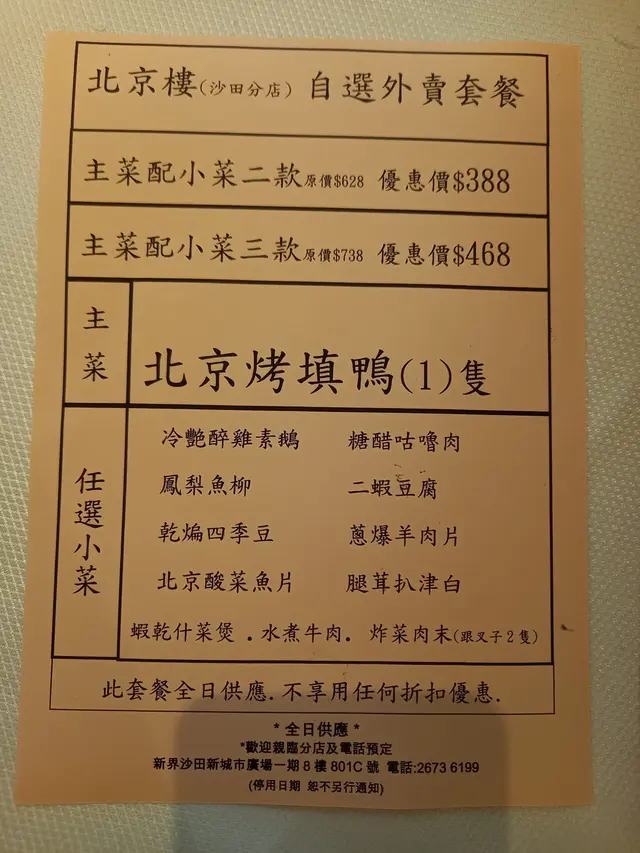 北京樓(沙田分店) 自選外賣套餐
主菜配小菜二款原價$628 優惠價$388
主菜配小菜三款原價$738 優惠價$468
主菜
北京烤填鴨(1)隻
任選小菜
冷艷醉雞素鵝 糖醋咕嚕肉
鳳梨魚柳 二蝦豆腐
乾煸四季豆 蔥爆羊肉片
北京酸菜魚片 腿茸扒津白
蝦乾什菜煲 . 水煮牛肉. 炸菜肉末(跟叉子2隻)
此套餐全日供應. 不享用任何折扣優惠.
* 全日供應 *
*歡迎親臨分店及電話預定
新界沙田新城市廣場一期 8 樓 801C 號 電話:2673 6199
(停用日期 恕不另行通知)